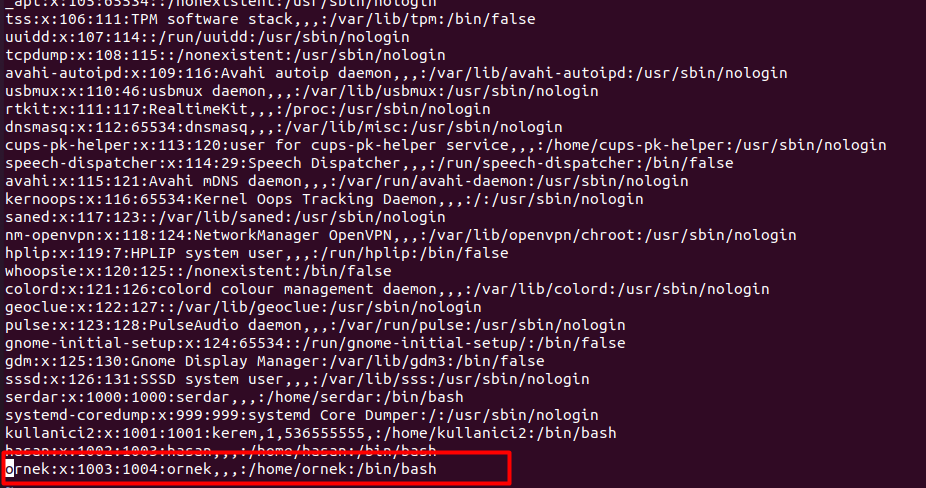 _apt:x:105:65534::/nonexistent:/usr/sbin/nologin
tss:x:106:111:TPM software stack,,,:/var/lib/tpm:/bin/false
uuidd:x:107:114::/run/uuidd:/usr/sbin/nologin
tcpdump:x:108:115::/nonexistent:/usr/sbin/nologin
avahi-autoipd:x:109:116:Avahi autoip daemon,,,:/var/lib/avahi-autoipd:/usr/sbin/nologin
usbmux:x:110:46:usbmux daemon,,,:/var/lib/usbmux:/usr/sbin/nologin
rtkit:x:111:117:RealtimeKit,,,:/proc:/usr/sbin/nologin
dnsmasq:x:112:65534:dnsmasq,,,:/var/lib/misc:/usr/sbin/nologin
cups-pk-helper:x:113:120:user for cups-pk-helper service,,,:/home/cups-pk-helper:/usr/sbin/nologin
speech-dispatcher:x:114:29:Speech Dispatcher,,,:/run/speech-dispatcher:/bin/false
avahi:x:115:121:Avahi mDNS daemon,,,:/var/run/avahi-daemon:/usr/sbin/nologin
kernoops:x:116:65534:Kernel Oops Tracking Daemon,,,:/:/usr/sbin/nologin
saned:x:117:123::/var/lib/saned:/usr/sbin/nologin
nm-openvpn:x:118:124:NetworkManager OpenVPN,,,:/var/lib/openvpn/chroot:/usr/sbin/nologin
hplip:x:119:7:HPLIP system user,,,:/run/hplip:/bin/false
whoopsie:x:120:125::/nonexistent:/bin/false
colord:x:121:126:colord colour management daemon,,,:/var/lib/colord:/usr/sbin/nologin
geoclue:x:122:127::/var/lib/geoclue:/usr/sbin/nologin
pulse:x:123:128:PulseAudio daemon,,,:/var/run/pulse:/usr/sbin/nologin
gnome-initial-setup:x:124:65534::/run/gnome-initial-setup/:/bin/false
gdm:x:125:130:Gnome Display Manager:/var/lib/gdm3:/bin/false
sssd:x:126:131:SSSD system user,,,:/var/lib/sss:/usr/sbin/nologin
serdar:x:1000:1000:serdar,,,:/home/serdar:/bin/bash
systemd-coredump:x:999:999:systemd Core Dumper:/:/usr/sbin/nologin
kullanici2:x:1001:1001:kerem,1,536555555,:/home/kullanici2:/bin/bash
hasan:x:1002:1003:hasan,,,:/home/hasan:/bin/bash
ornek:x:1003:1004:ornek,,,:/home/ornek:/bin/bash